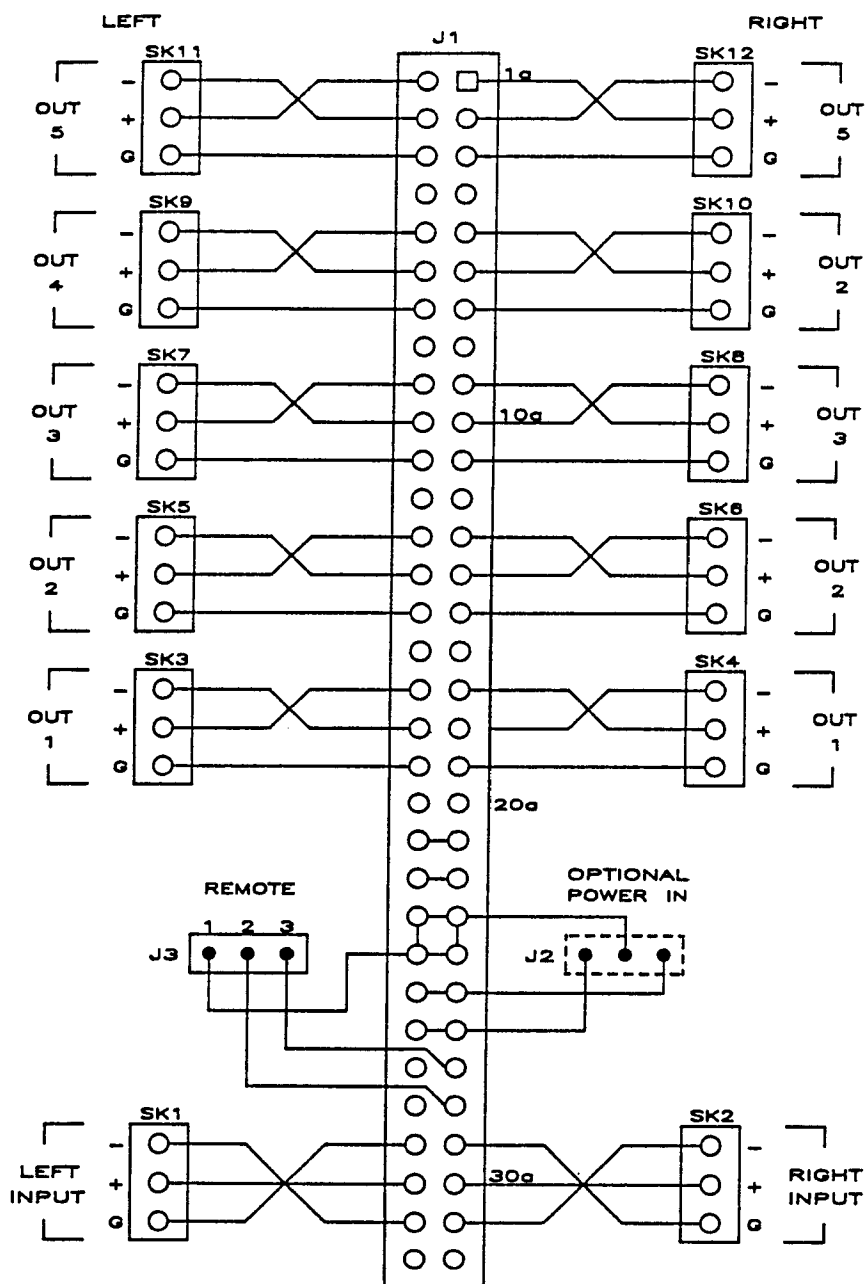 LEFT J1 RIGHT
SK11 SK12
1a
OUT 5 - + G
- + G OUT 5
SK9 SK10
OUT 4 - + G
- + G OUT 2
SK7 SK8
10a
OUT 3 - + G
- + G OUT 3
SK5 SK6
OUT 2 - + G
- + G OUT 2
SK3 SK4
OUT 1 - + G
- + G OUT 1
20a
REMOTE
1 2 3
J3
OPTIONAL
POWER IN
J2
SK1 SK2
30a
LEFT
INPUT
- + G
- + G
RIGHT
INPUT